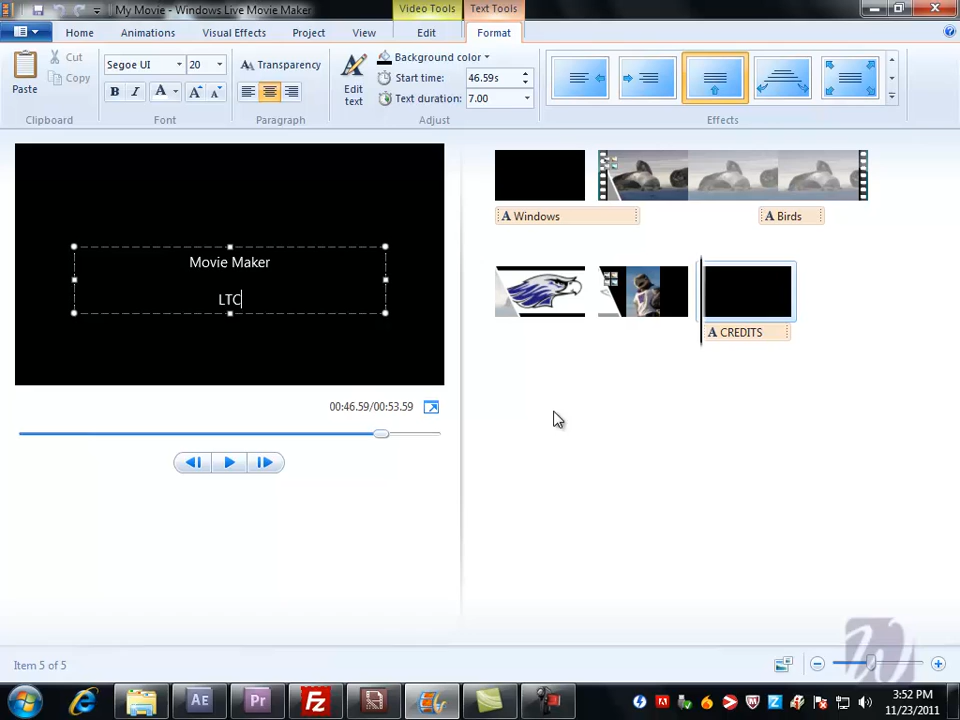 My Movie - Windows Live Movie Maker
Video Tools
Text Tools
Home
Animations
Visual Effects
Project
View
Edit
Format
Paste
Cut
Copy
Clipboard
Segoe UI
20
B I A A A
Font
Transparency
Paragraph
Edit text
Background color
Start time: 46.59s
Text duration: 7.00
Adjust
Effects
Movie Maker
LTC
00:46.59/00:53.59
A Windows
A Birds
A CREDITS
Item 5 of 5
W
AE
Pr
Fz
3:52 PM
11/23/2011